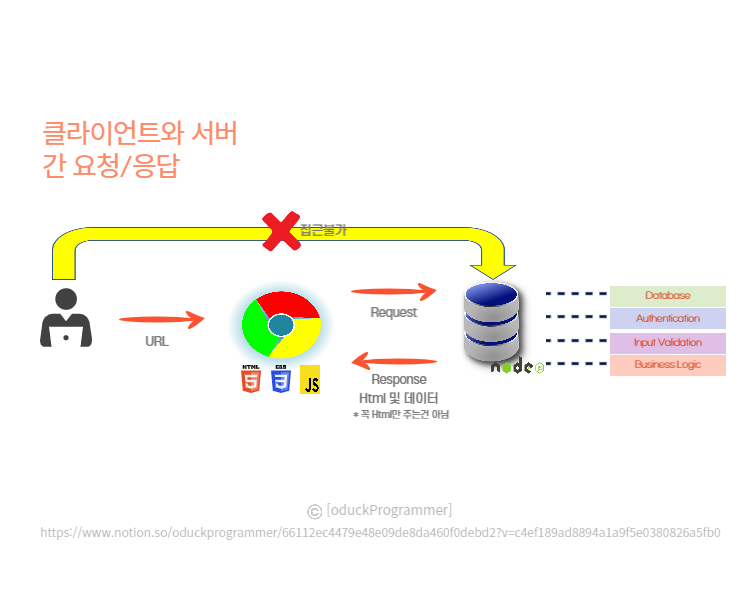 클라이언트와 서버
간 요청/응답
접근불가
URL
Request
Response
Html 및 데이터
* 꼭 Html만 주는건 아님
HTML
5
CSS
3
JS
node
Database
Authentication
Input Validation
Business Logic
© [oduckProgrammer]
https://www.notion.so/oduckprogrammer/66112ec4479e48e09de8da460f0debd2?v=c4ef189ad8894a1a9f5e0380826a5fb0